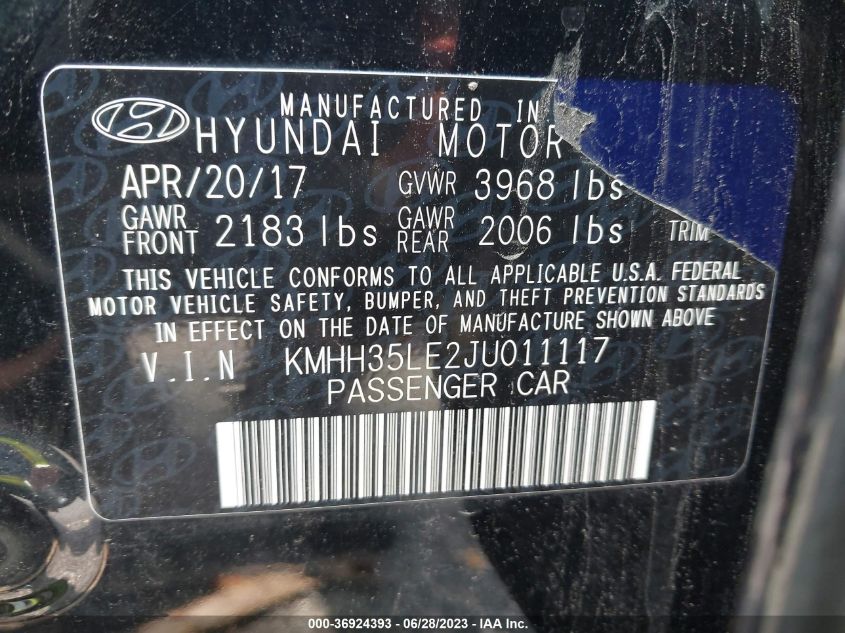 MANUFACTURED IN
HYUNDAI MOTOR
APR/20/17 GVWR 3968 lbs
GAWR FRONT 2183 lbs GAWR REAR 2006 lbs TRIM
THIS VEHICLE CONFORMS TO ALL APPLICABLE U.S.A. FEDERAL
MOTOR VEHICLE SAFETY, BUMPER, AND THEFT PREVENTION STANDARDS
IN EFFECT ON THE DATE OF MANUFACTURE SHOWN ABOVE
V.I.N KMHH35LE2JU011117
PASSENGER CAR
000-36924393 - 06/28/2023 - IAAI.com.